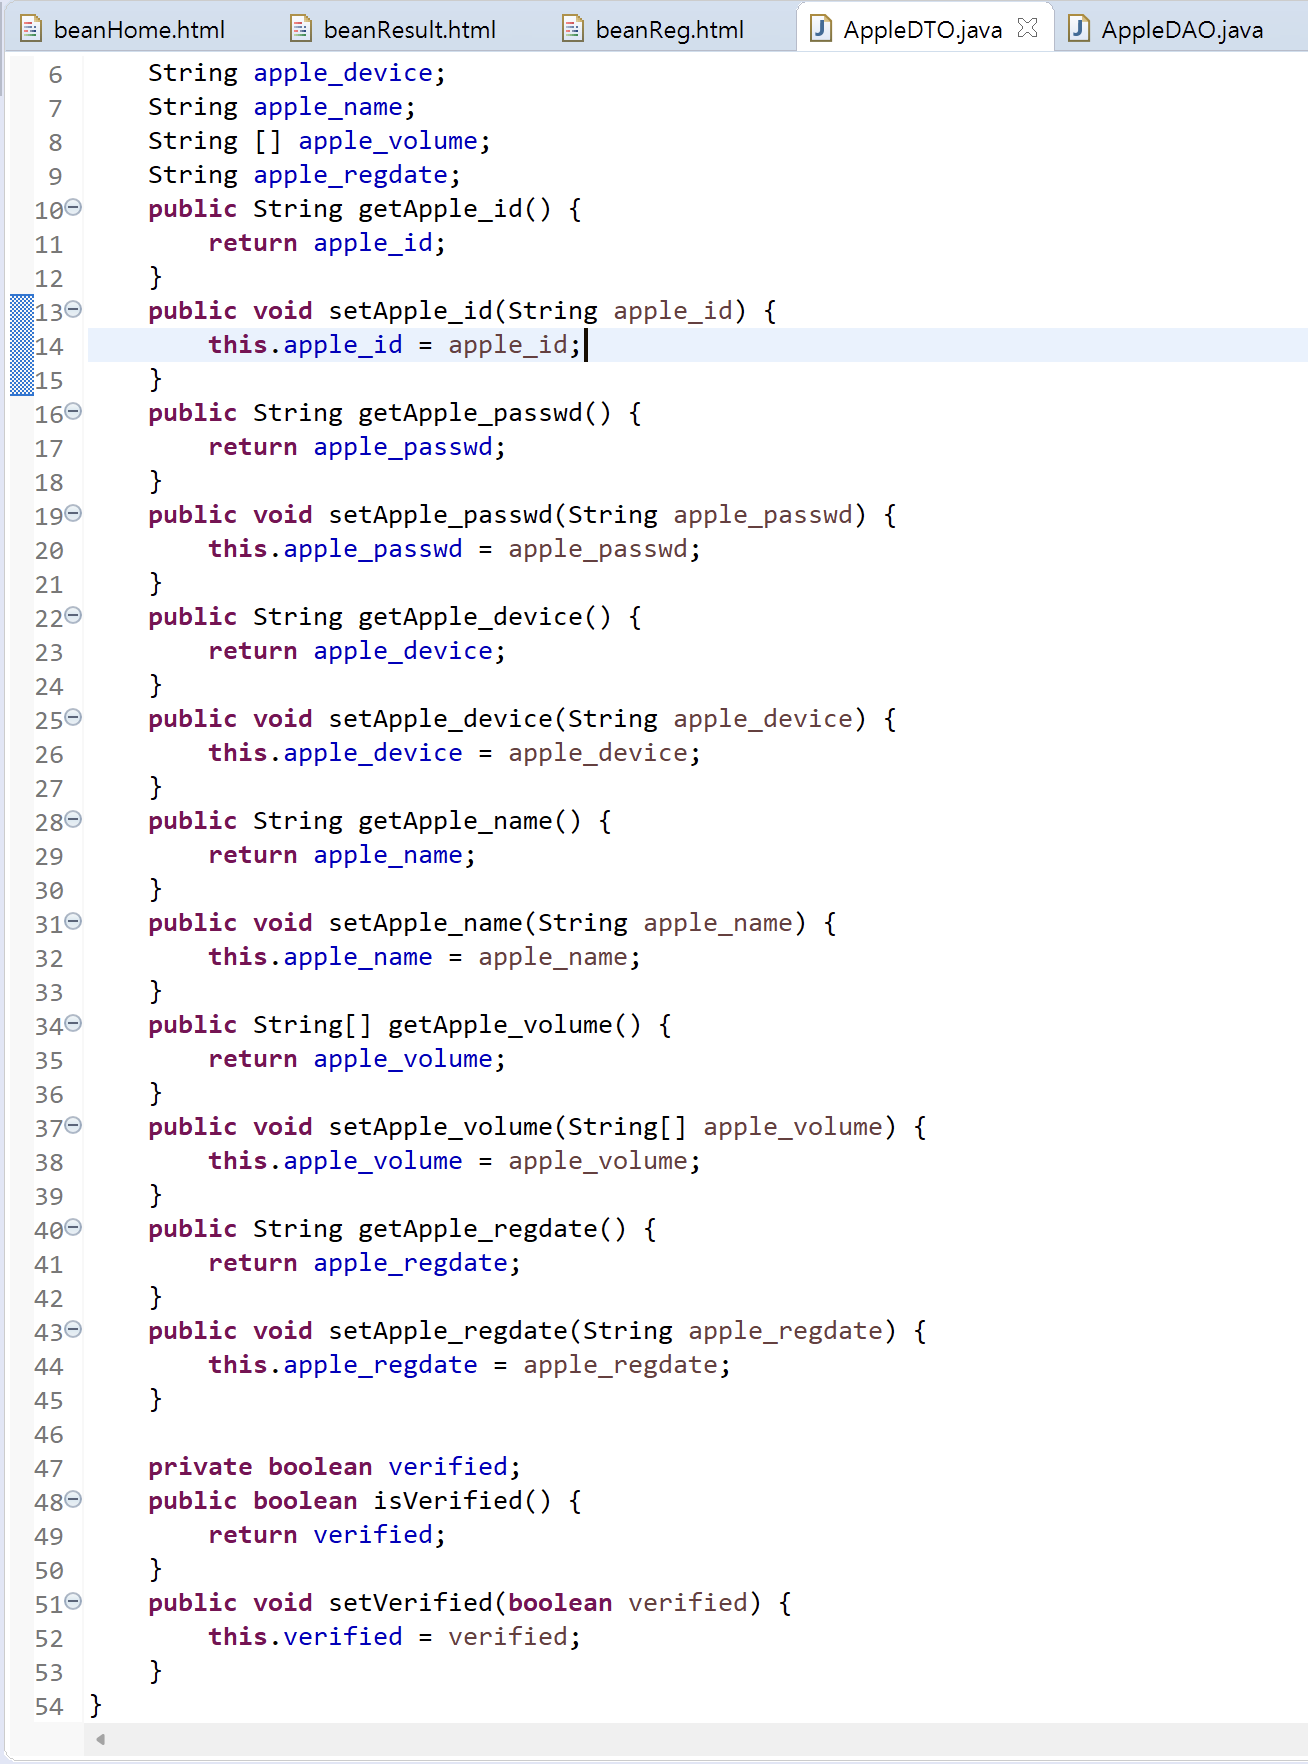 beanHome.html beanResult.html beanReg.html AppleDTO.java AppleDAO.java
6 String apple_device;
7 String apple_name;
8 String [] apple_volume;
9 String apple_regdate;
10 public String getApple_id() {
11 return apple_id;
12 }
13 public void setApple_id(String apple_id) {
14 this.apple_id = apple_id;
15 }
16 public String getApple_passwd() {
17 return apple_passwd;
18 }
19 public void setApple_passwd(String apple_passwd) {
20 this.apple_passwd = apple_passwd;
21 }
22 public String getApple_device() {
23 return apple_device;
24 }
25 public void setApple_device(String apple_device) {
26 this.apple_device = apple_device;
27 }
28 public String getApple_name() {
29 return apple_name;
30 }
31 public void setApple_name(String apple_name) {
32 this.apple_name = apple_name;
33 }
34 public String[] getApple_volume() {
35 return apple_volume;
36 }
37 public void setApple_volume(String[] apple_volume) {
38 this.apple_volume = apple_volume;
39 }
40 public String getApple_regdate() {
41 return apple_regdate;
42 }
43 public void setApple_regdate(String apple_regdate) {
44 this.apple_regdate = apple_regdate;
45 }
46
47 private boolean verified;
48 public boolean isVerified() {
49 return verified;
50 }
51 public void setVerified(boolean verified) {
52 this.verified = verified;
53 }
54 }